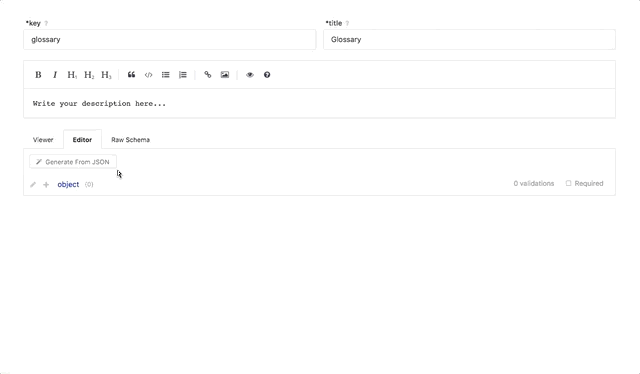 *key ?
*title ?
glossary
Glossary
B I H₁ H₂ H₃
Write your description here...
Viewer Editor Raw Schema
Generate From JSON
object (0)
0 validations Required